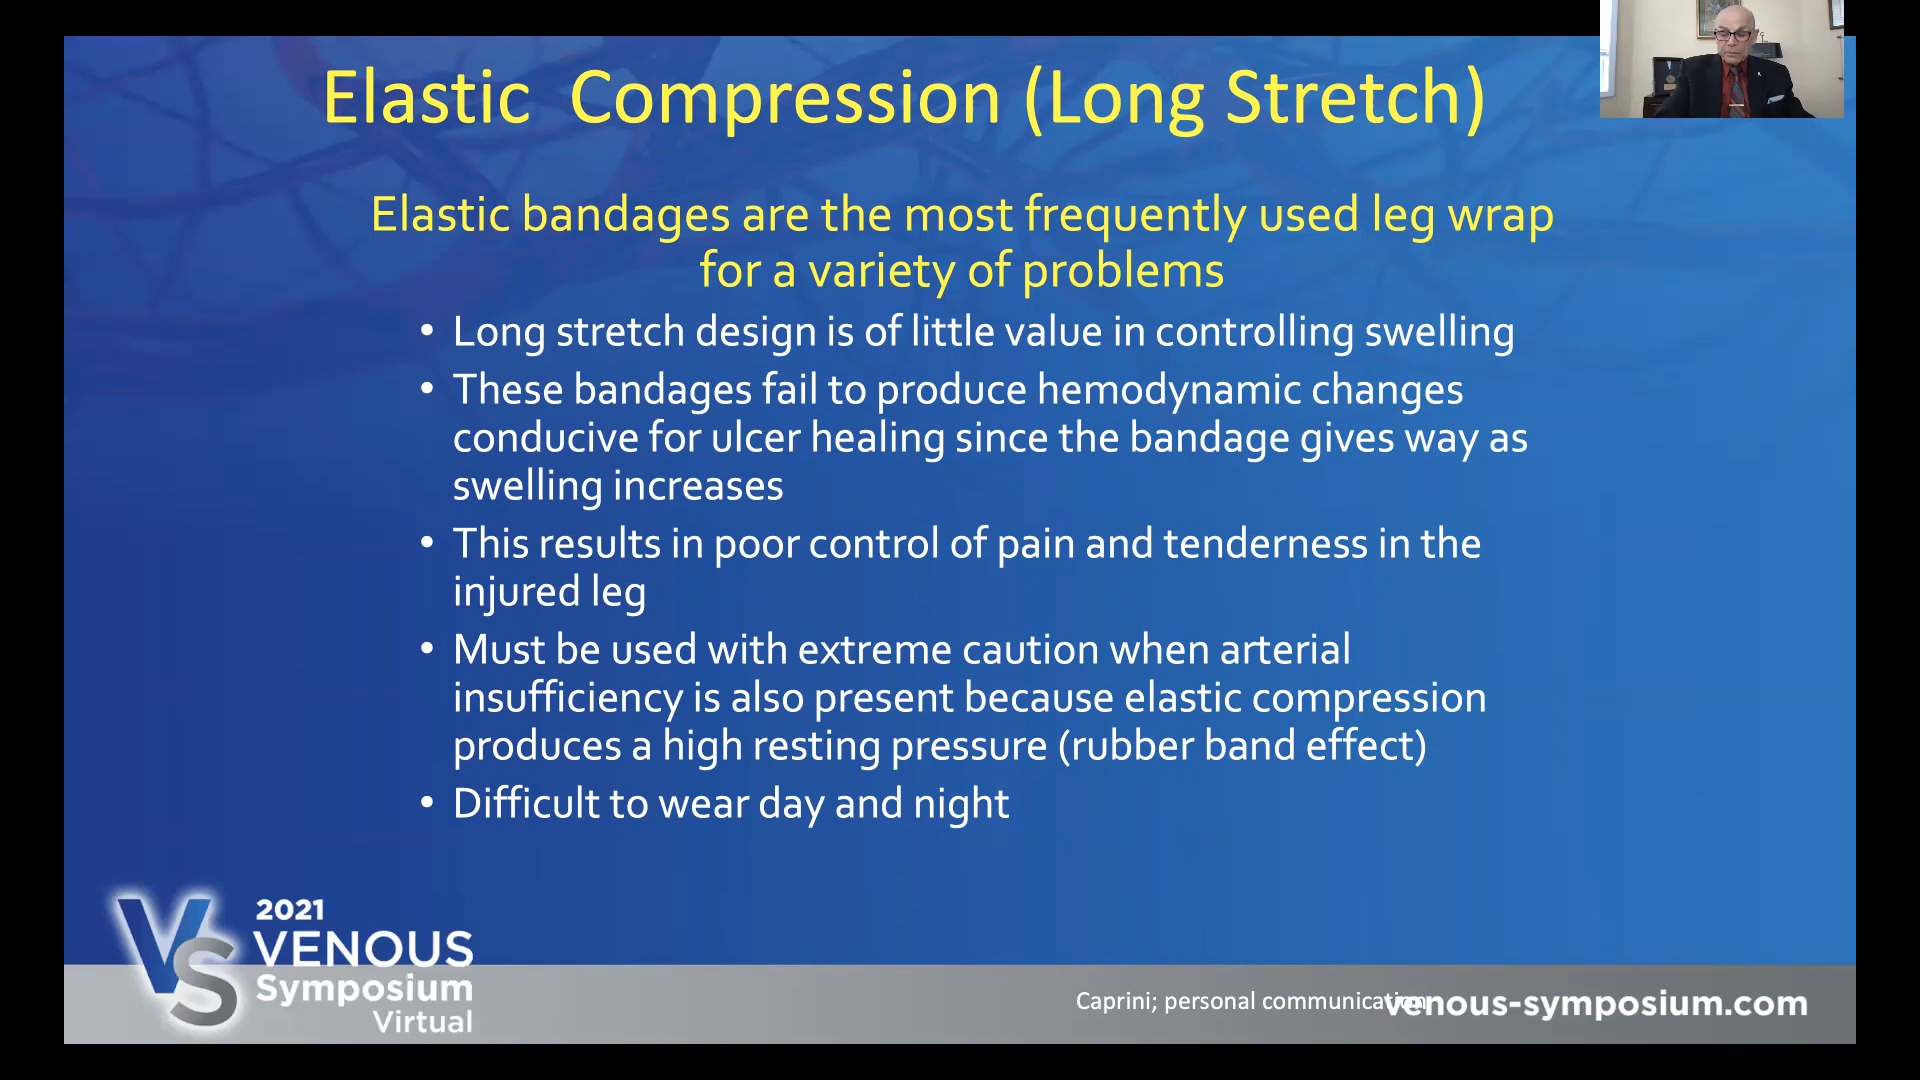 Elastic  Compression (Long Stretch)
Elastic bandages are the most frequently used leg wrap
for a variety of problems
• Long stretch design is of little value in controlling swelling
• These bandages fail to produce hemodynamic changes
conducive for ulcer healing since the bandage gives way as
swelling increases
• This results in poor control of pain and tenderness in the
injured leg
• Must be used with extreme caution when arterial
insufficiency is also present because elastic compression
produces a high resting pressure (rubber band effect)
• Difficult to wear day and night
VS
2021
VENOUS
Symposium
Virtual
Caprini; personal communication
venous-symposium.com